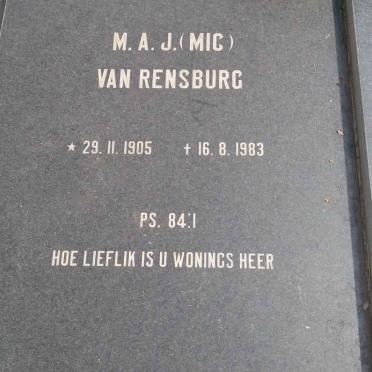 M. A. J. (MIC)
VAN RENSBURG
* 29. 11. 1905 † 16. 8. 1983
PS. 84:1
HOE LIEFLIK IS U WONINGS HEER